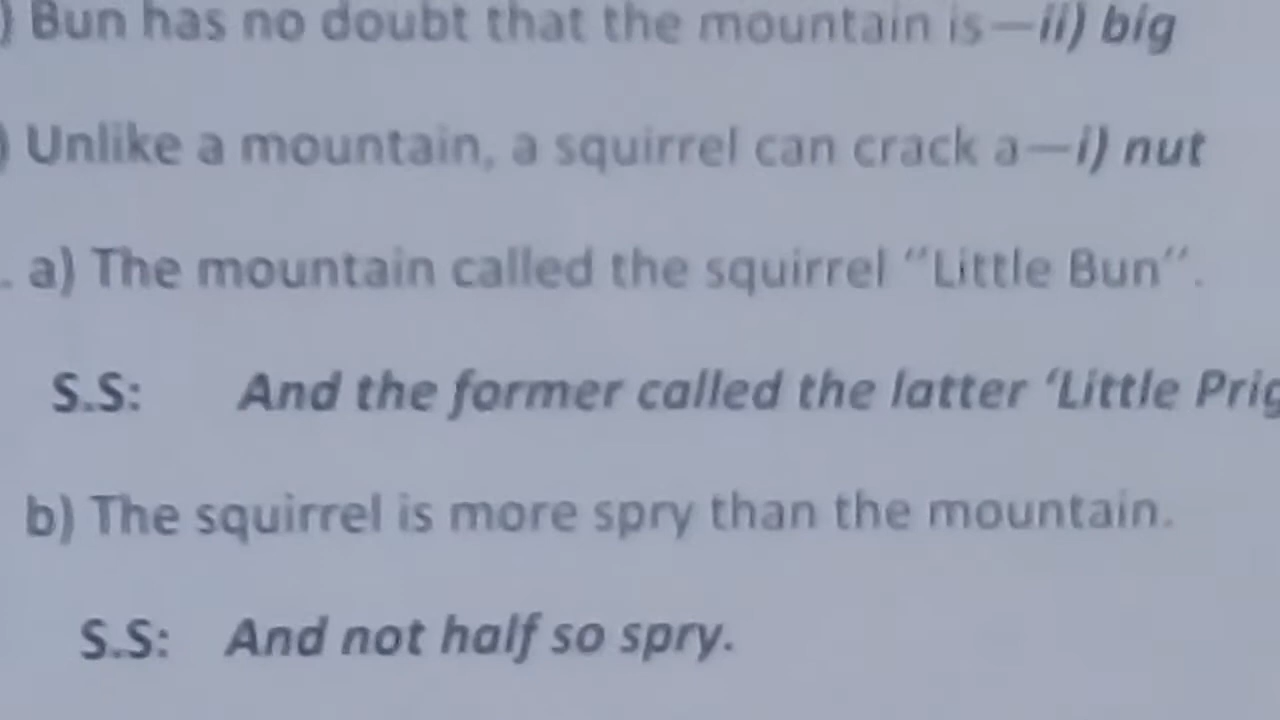 ) Bun has no doubt that the mountain is—ii) big
) Unlike a mountain, a squirrel can crack a—i) nut
. a) The mountain called the squirrel “Little Bun”.
S.S: And the former called the latter ‘Little Prig
b) The squirrel is more spry than the mountain.
S.S: And not half so spry.